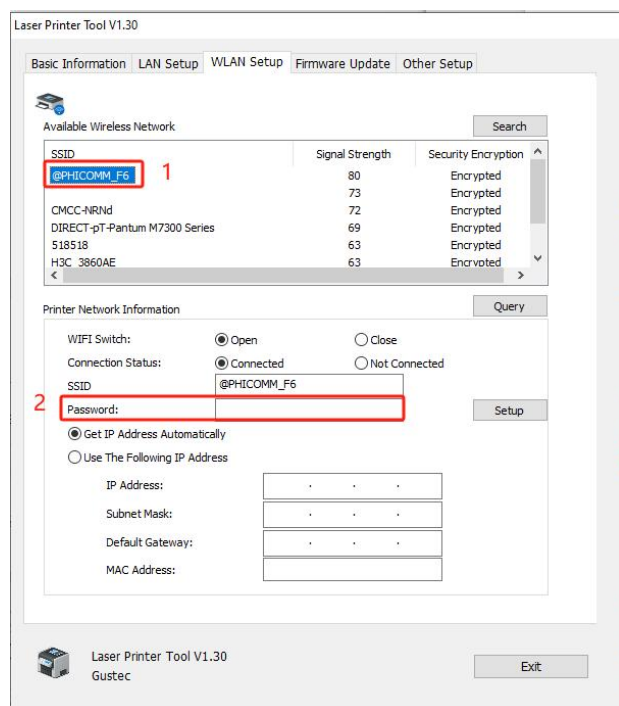 Laser Printer Tool V1.30
Basic Information LAN Setup WLAN Setup Firmware Update Other Setup
Available Wireless Network Search
SSID Signal Strength Security Encryption
@PHICOMM_F6 1 80 Encrypted
73 Encrypted
CMCC-NRNd 72 Encrypted
DIRECT-pT-Pantum M7300 Series 69 Encrypted
518518 63 Encrypted
H3C_3860AE 63 Encrypted
Printer Network Information Query
WIFI Switch: Open Close
Connection Status: Connected Not Connected
SSID @PHICOMM_F6
2 Password: Setup
Get IP Address Automatically
Use The Following IP Address
IP Address: . . .
Subnet Mask: . . .
Default Gateway: . . .
MAC Address:
Laser Printer Tool V1.30
Gustec
Exit